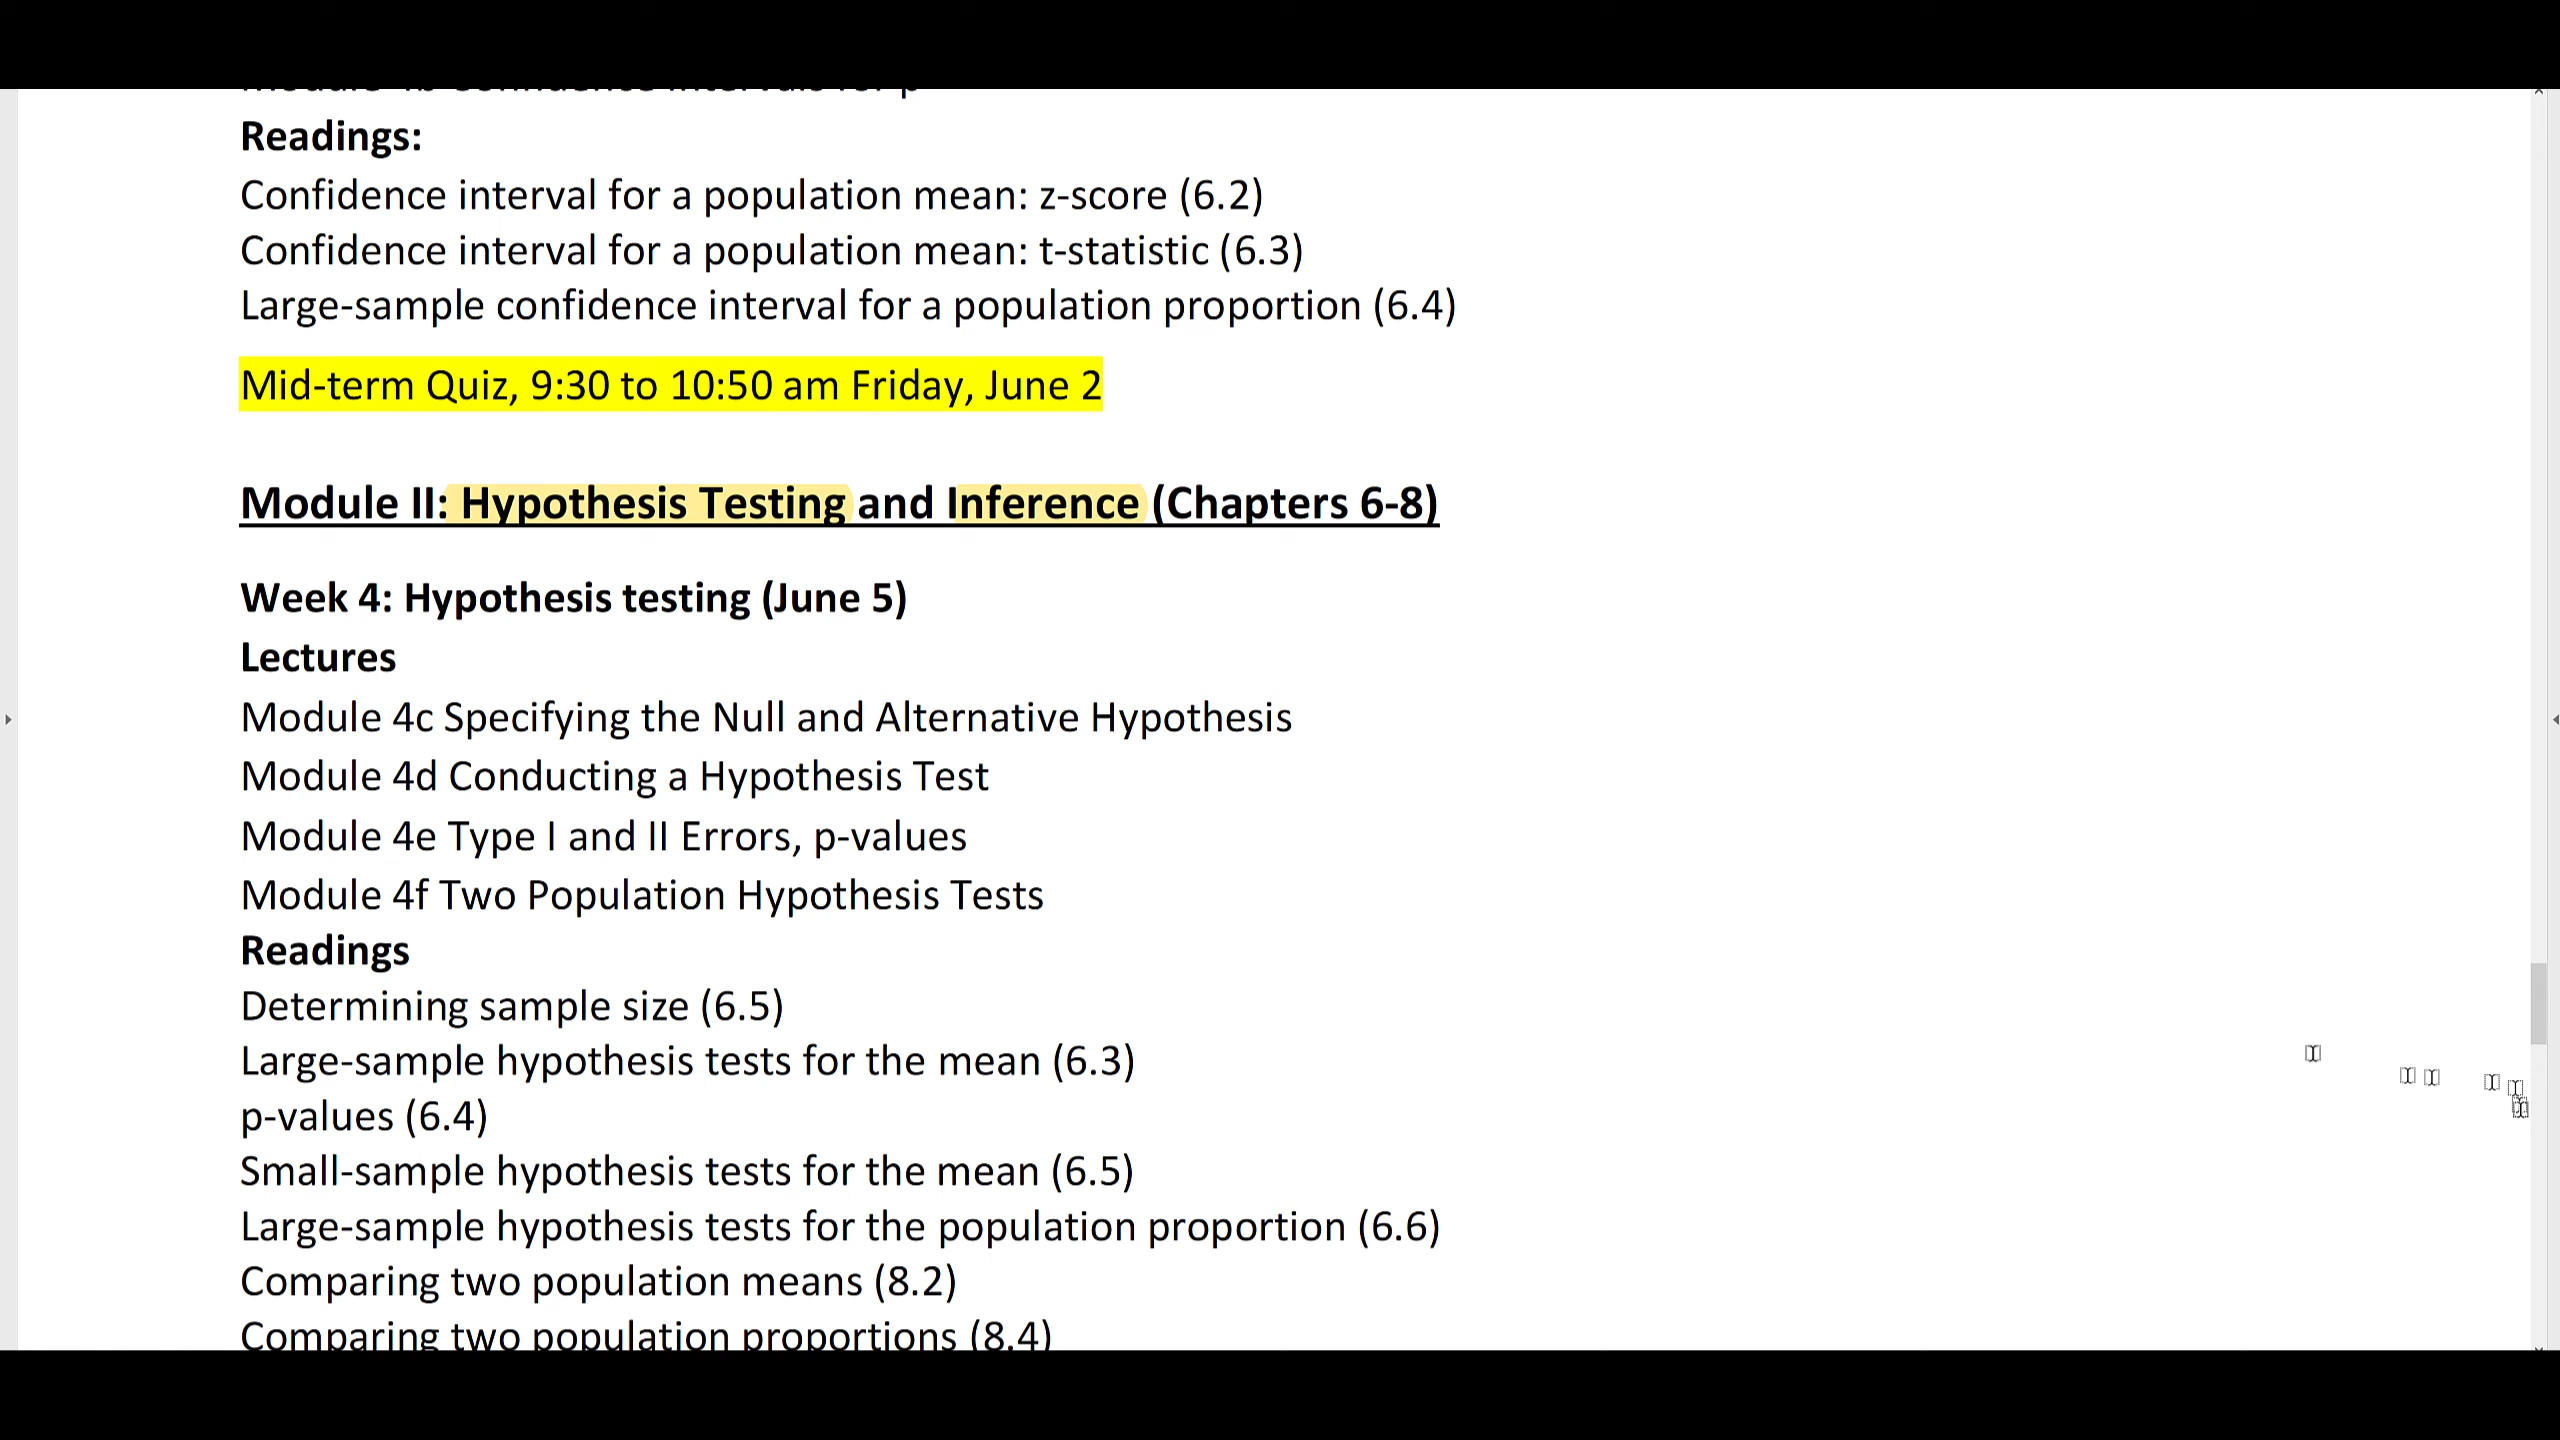 Readings:
Confidence interval for a population mean: z-score (6.2)
Confidence interval for a population mean: t-statistic (6.3)
Large-sample confidence interval for a population proportion (6.4)
Mid-term Quiz, 9:30 to 10:50 am Friday, June 2
Module II: Hypothesis Testing and Inference (Chapters 6-8)
Week 4: Hypothesis testing (June 5)
Lectures
Module 4c Specifying the Null and Alternative Hypothesis
Module 4d Conducting a Hypothesis Test
Module 4e Type I and II Errors, p-values
Module 4f Two Population Hypothesis Tests
Readings
Determining sample size (6.5)
Large-sample hypothesis tests for the mean (6.3)
p-values (6.4)
Small-sample hypothesis tests for the mean (6.5)
Large-sample hypothesis tests for the population proportion (6.6)
Comparing two population means (8.2)
Comparing two population proportions (8.4)